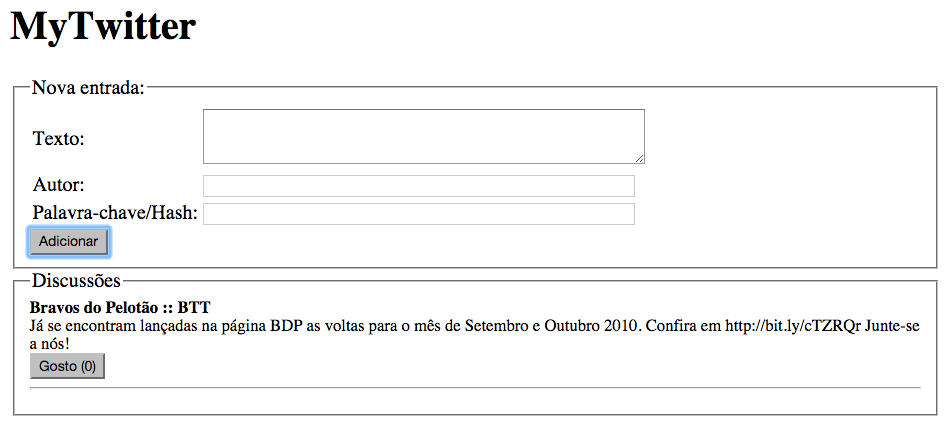 MyTwitter
Nova entrada:
Texto:
Autor:
Palavra-chave/Hash:
Adicionar
Discussões
Bravos do Pelotão :: BTT
Já se encontram lançadas na página BDP as voltas para o mês de Setembro e Outubro 2010. Confira em http://bit.ly/cTZRQr Junte-se
a nós!
Gosto (0)